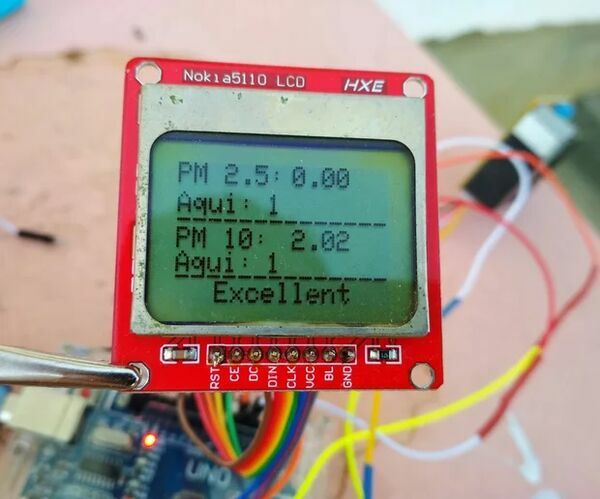 Nokia5110 LCD HXE
PM 2.5: 0.00
Aqui: 1
PM 10: 2.02
Aqui: 1
Excellent
RST CE DC DIN CLK VCC BL GND
UNO